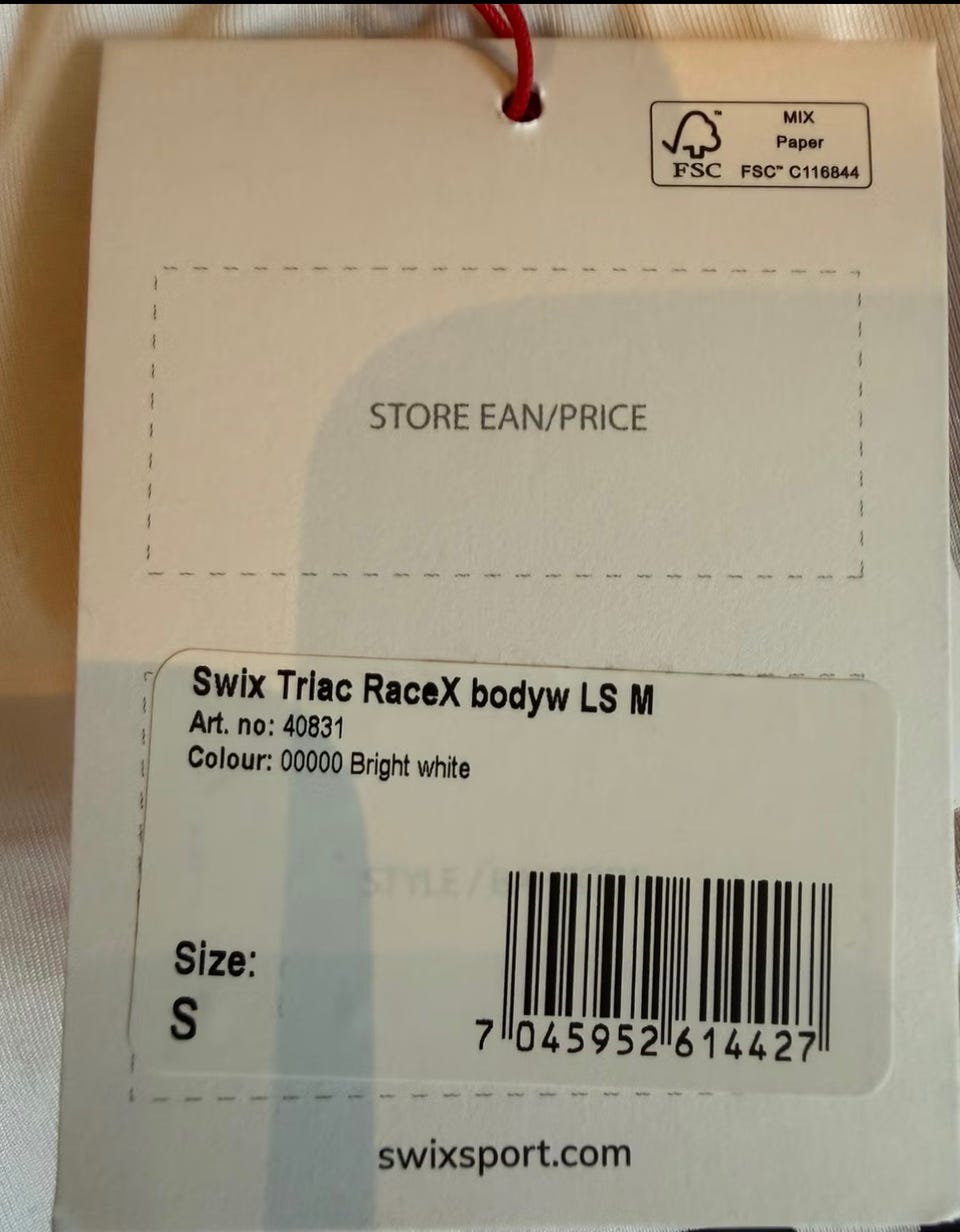 MIX
Paper
FSC™ C116844
FSC
STORE EAN/PRICE
Swix Triac RaceX bodyw LS M
Art. no: 40831
Colour: 00000 Bright white
STYLE /
Size:
S
7 045952 614427
swixsport.com